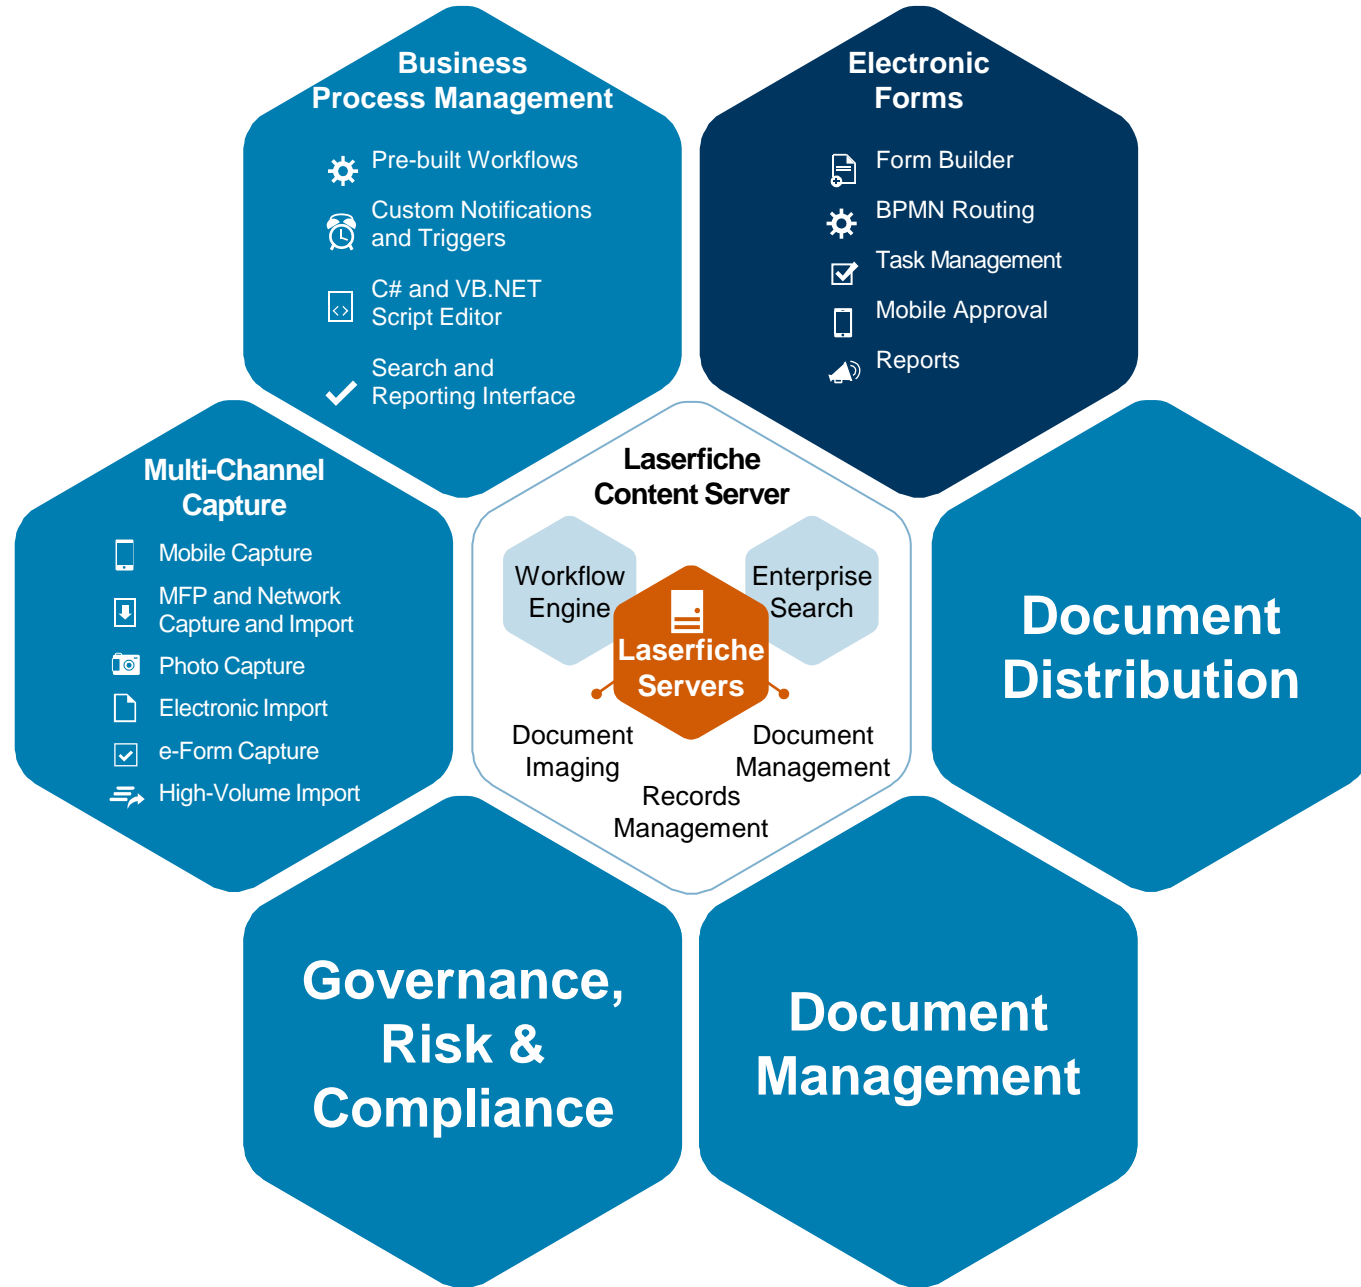 Business
Process Management
Pre-built Workflows
Custom Notifications
and Triggers
C# and VB.NET
Script Editor
Search and
Reporting Interface
Electronic
Forms
Form Builder
BPMN Routing
Task Management
Mobile Approval
Reports
Multi-Channel
Capture
Mobile Capture
MFP and Network
Capture and Import
Photo Capture
Electronic Import
e-Form Capture
High-Volume Import
Laserfiche
Content Server
Workflow
Engine
Enterprise
Search
Laserfiche
Servers
Document
Imaging
Document
Management
Records
Management
Document
Distribution
Governance,
Risk &
Compliance
Document
Management